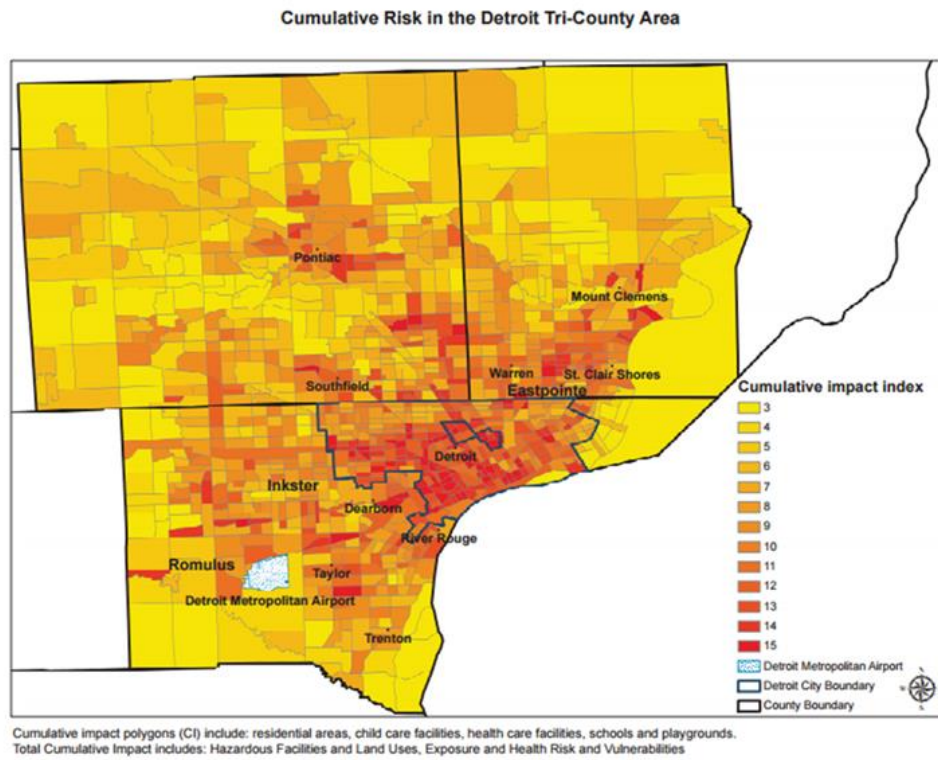 Cumulative Risk in the Detroit Tri-County Area
Pontiac
Mount Clemens
Warren
St. Clair Shores
Southfield
Eastpointe
Detroit
Inkster
Dearborn
River Rouge
Romulus
Taylor
Detroit Metropolitan Airport
Trenton
Cumulative impact index
3
4
5
6
7
8
9
10
11
12
13
14
15
Detroit Metropolitan Airport
Detroit City Boundary
County Boundary
Cumulative impact polygons (CI) include: residential areas, child care facilities, health care facilities, schools and playgrounds.
Total Cumulative Impact includes: Hazardous Facilities and Land Uses, Exposure and Health Risk and Vulnerabilities